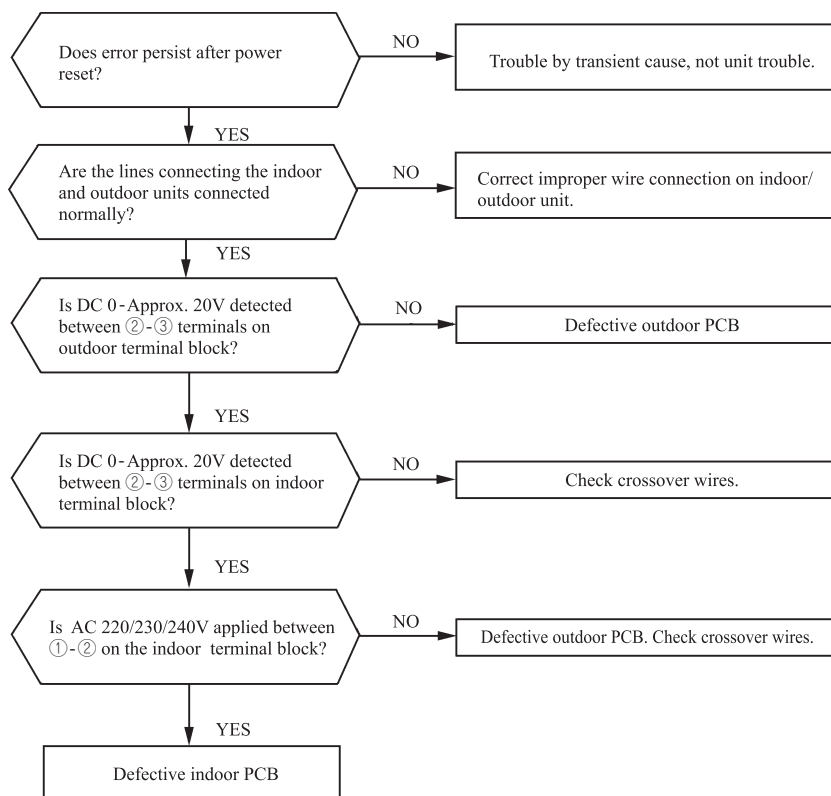 Does error persist after power
reset?
NO
Trouble by transient cause, not unit trouble.
YES
Are the lines connecting the indoor
and outdoor units connected
normally?
NO
Correct improper wire connection on indoor/
outdoor unit.
YES
Is DC 0-Approx. 20V detected
between ②-③ terminals on
outdoor terminal block?
NO
Defective outdoor PCB
YES
Is DC 0-Approx. 20V detected
between ②-③ terminals on indoor
terminal block?
NO
Check crossover wires.
YES
Is AC 220/230/240V applied between
①-② on the indoor terminal block?
NO
Defective outdoor PCB. Check crossover wires.
YES
Defective indoor PCB